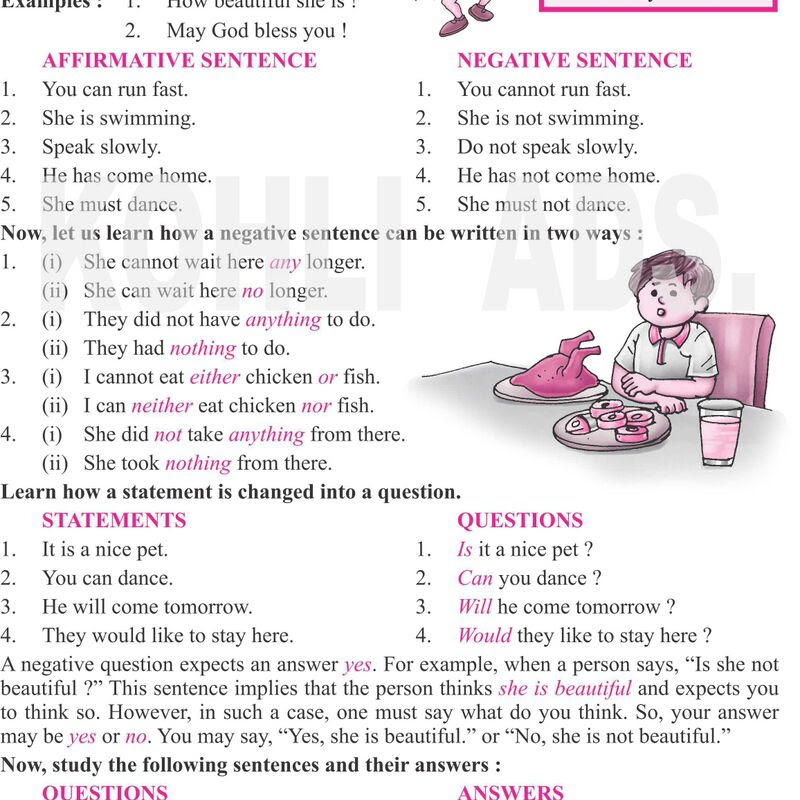 Examples : 1. How beautiful she is !
2. May God bless you !
AFFIRMATIVE SENTENCE
1. You can run fast.
2. She is swimming.
3. Speak slowly.
4. He has come home.
5. She must dance.
NEGATIVE SENTENCE
1. You cannot run fast.
2. She is not swimming.
3. Do not speak slowly.
4. He has not come home.
5. She must not dance.
KOHLI ADS.
Now, let us learn how a negative sentence can be written in two ways :
1. (i) She cannot wait here any longer.
(ii) She can wait here no longer.
2. (i) They did not have anything to do.
(ii) They had nothing to do.
3. (i) I cannot eat either chicken or fish.
(ii) I can neither eat chicken nor fish.
4. (i) She did not take anything from there.
(ii) She took nothing from there.
Learn how a statement is changed into a question.
STATEMENTS
1. It is a nice pet.
2. You can dance.
3. He will come tomorrow.
4. They would like to stay here.
QUESTIONS
1. Is it a nice pet ?
2. Can you dance ?
3. Will he come tomorrow ?
4. Would they like to stay here ?
A negative question expects an answer yes. For example, when a person says, “Is she not
beautiful ?” This sentence implies that the person thinks she is beautiful and expects you
to think so. However, in such a case, one must say what do you think. So, your answer
may be yes or no. You may say, “Yes, she is beautiful.” or “No, she is not beautiful.”
Now, study the following sentences and their answers :
QUESTIONS
ANSWERS